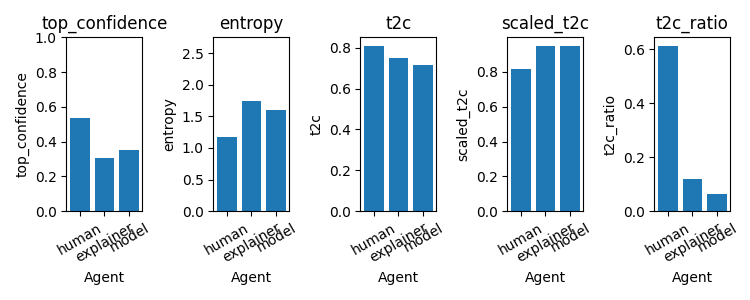 top_confidence
entropy
t2c
scaled_t2c
t2c_ratio
top_confidence
1.0
0.8
0.6
0.4
0.2
0.0
human
explainer
model
Agent
entropy
2.5
2.0
1.5
1.0
0.5
0.0
human
explainer
model
Agent
t2c
0.8
0.6
0.4
0.2
0.0
human
explainer
model
Agent
scaled_t2c
0.8
0.6
0.4
0.2
0.0
human
explainer
model
Agent
t2c_ratio
0.6
0.4
0.2
0.0
human
explainer
model
Agent